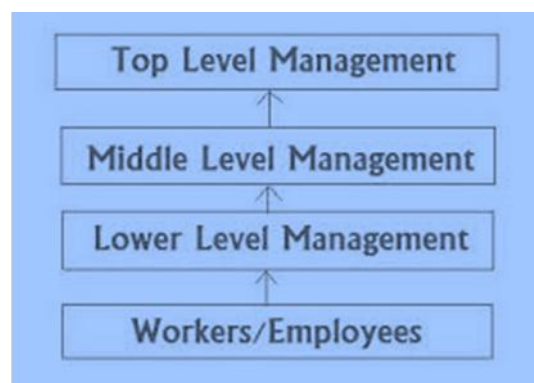 Top Level Management
Middle Level Management
Lower Level Management
Workers/Employees